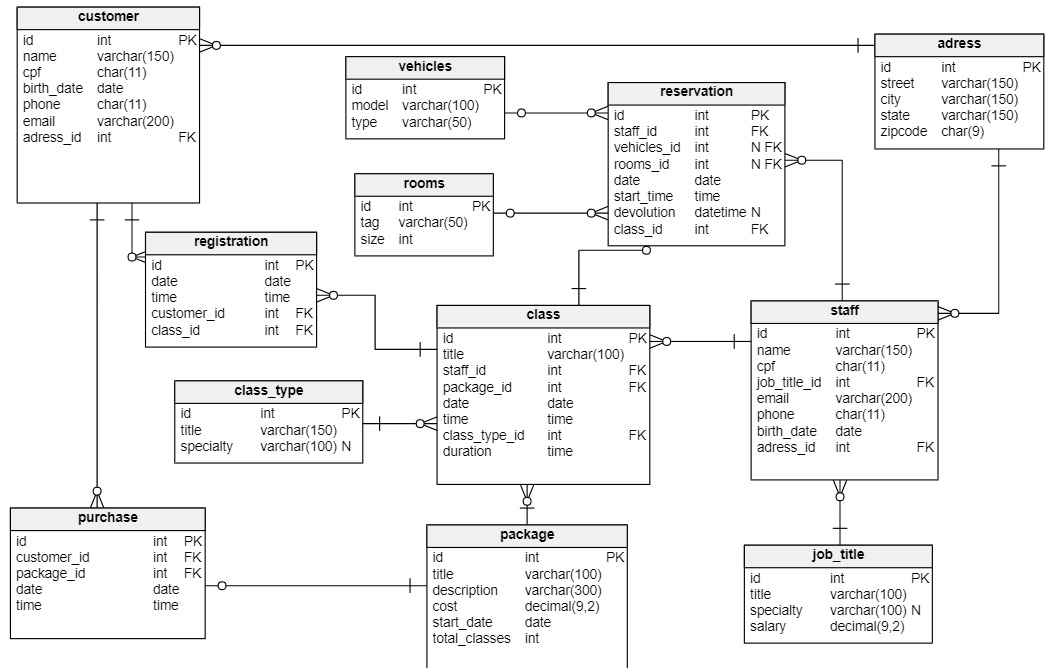 customer
id int PK
name varchar(150)
cpf char(11)
birth_date date
phone char(11)
email varchar(200)
adress_id int FK
adress
id int PK
street varchar(150)
city varchar(150)
state varchar(150)
zipcode char(9)
vehicles
id int PK
model varchar(100)
type varchar(50)
reservation
id int PK
staff_id int FK
vehicles_id int N FK
rooms_id int N FK
date date
start_time time
devolution datetime N
class_id int FK
rooms
id int PK
tag varchar(50)
size int
registration
id int PK
date date
time time
customer_id int FK
class_id int FK
class
id int PK
title varchar(100)
staff_id int FK
package_id int FK
date date
time time
class_type_id int FK
duration time
staff
id int PK
name varchar(150)
cpf char(11)
job_title_id int FK
email varchar(200)
phone char(11)
birth_date date
adress_id int FK
class_type
id int PK
title varchar(150)
specialty varchar(100) N
purchase
id int PK
customer_id int FK
package_id int FK
date date
time time
package
id int PK
title varchar(100)
description varchar(300)
cost decimal(9,2)
start_date date
total_classes int
job_title
id int PK
title varchar(100)
specialty varchar(100) N
salary decimal(9,2)